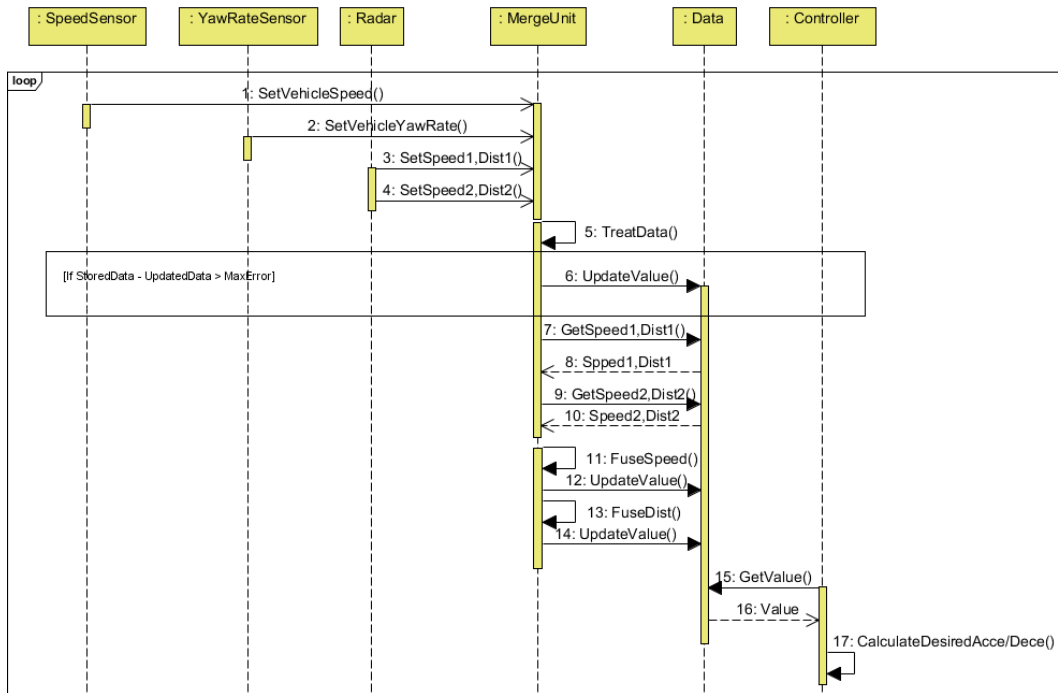 : SpeedSensor
: YawRateSensor
: Radar
: MergeUnit
: Data
: Controller
loop
1: SetVehicleSpeed()
2: SetVehicleYawRate()
3: SetSpeed1,Dist1()
4: SetSpeed2,Dist2()
5: TreatData()
[If StoredData - UpdatedData > MaxError]
6: UpdateValue()
7: GetSpeed1,Dist1()
8: Spped1,Dist1
9: GetSpeed2,Dist2()
10: Speed2,Dist2
11: FuseSpeed()
12: UpdateValue()
13: FuseDist()
14: UpdateValue()
15: GetValue()
16: Value
17: CalculateDesiredAcce/Dece()